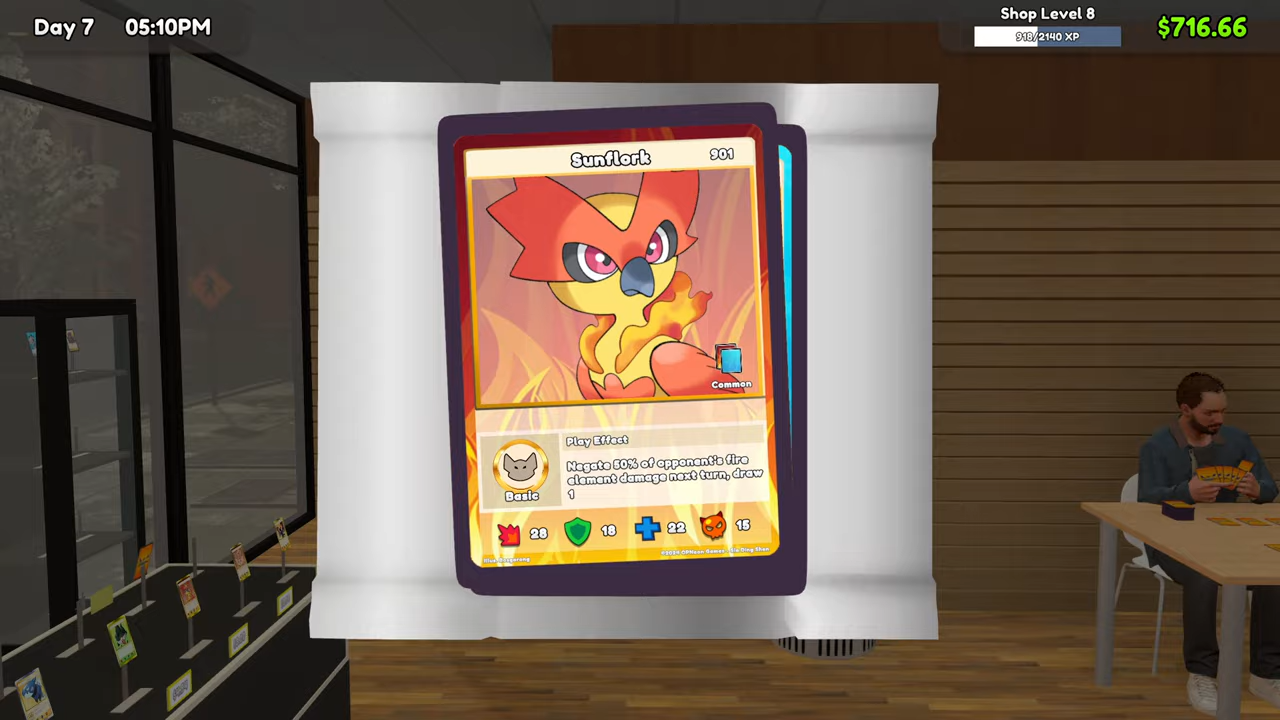 Day 7 05:10PM
Shop Level 8
918/2140 XP
$716.66
Sunflork 901
Common
Play Effect
Negate 50% of opponent's fire
element damage next turn, draw
1
Basic
28 18 22 15